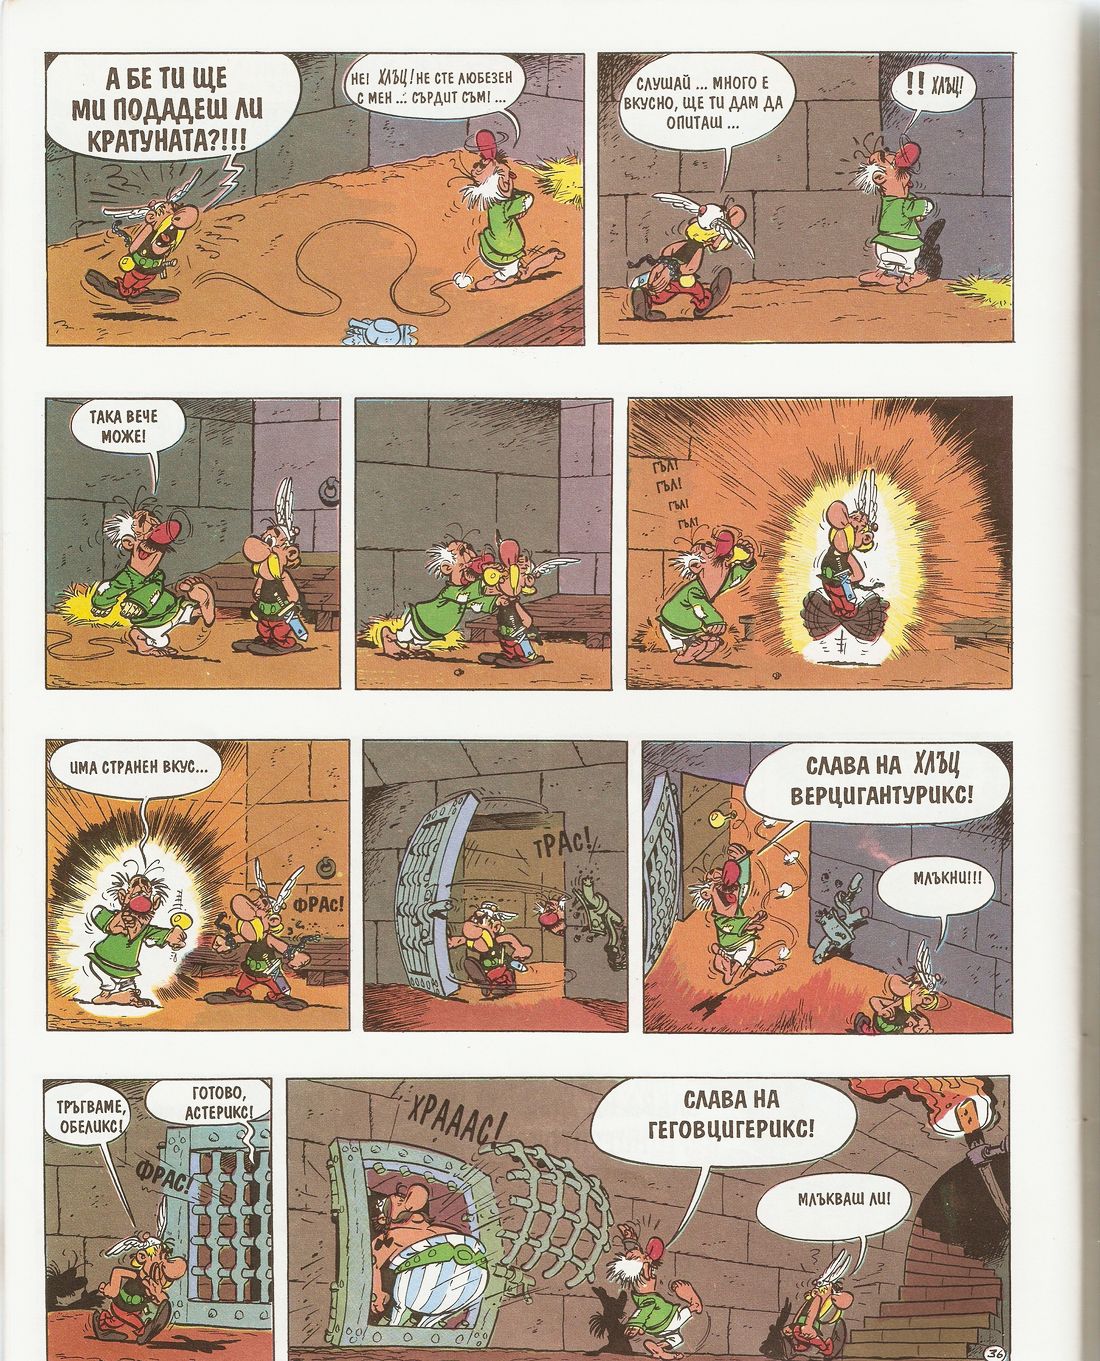 А БЕ ТИ ЩЕ
МИ ПОДАДЕШ ЛИ
КРАТУНАТА?!!!
НЕ! ХЛЪЦ! НЕ СТЕ ЛЮБЕЗЕН
С МЕН ... СЪРДИТ СЪМ! ...
СЛУШАЙ ... МНОГО Е
ВКУСНО, ЩЕ ТИ ДАМ ДА
ОПИТАШ ...
!! ХЛЪЦ!
ТАКА ВЕЧЕ
МОЖЕ!
ГЪЛ!
ГЪЛ!
ГЪЛ!
ГЪЛ!
ИМА СТРАНЕН ВКУС...
ФРАС!
ТРАС!
СЛАВА НА ХЛЪЦ
ВЕРЦИГАНТУРИКС!
МЛЪКНИ!!!
ТРЪГВАМЕ,
ОБЕЛИКС!
ГОТОВО,
АСТЕРИКС!
ФРАС!
ХРАААС!
СЛАВА НА
ГЕГОВЦИГЕРИКС!
МЛЪКВАШ ЛИ!
36